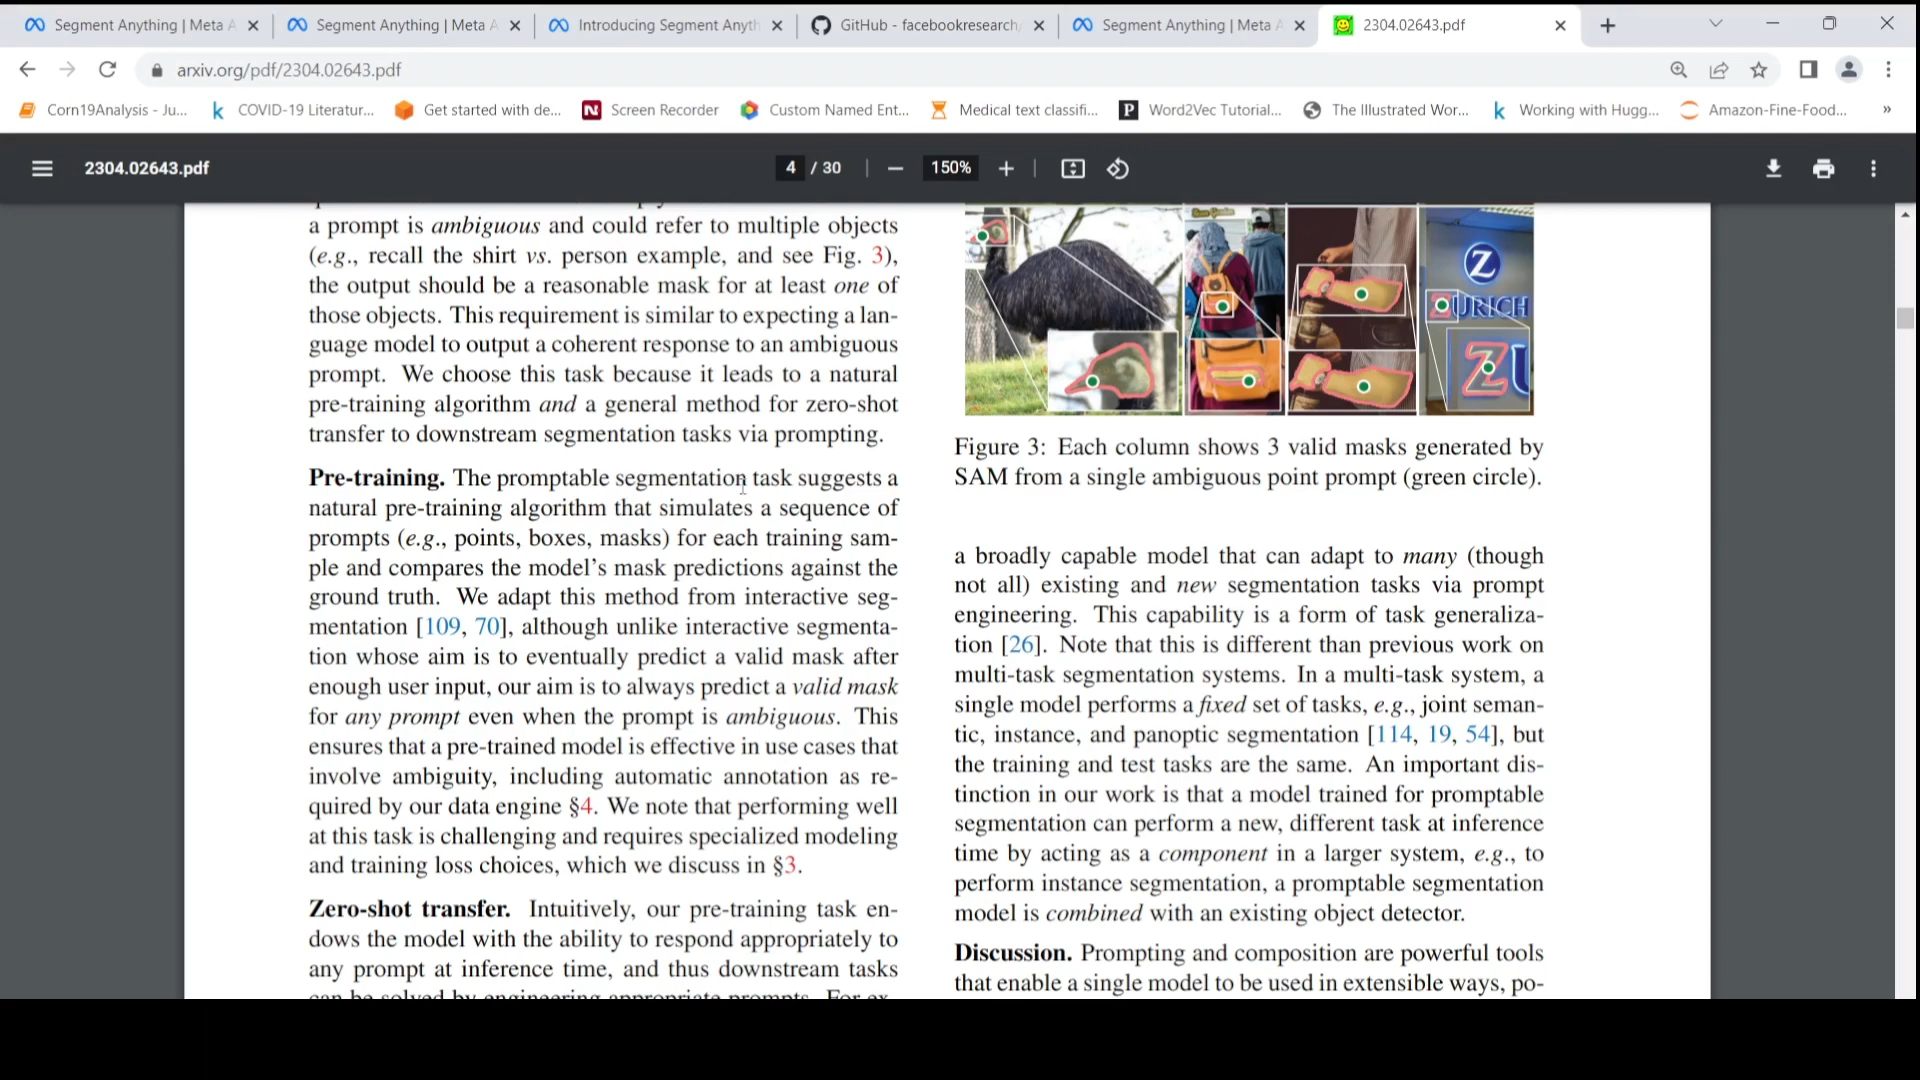 Segment Anything | Meta A
Segment Anything | Meta A
Introducing Segment Anyth
GitHub - facebookresearch/
Segment Anything | Meta A
2304.02643.pdf
arxiv.org/pdf/2304.02643.pdf
Corn19Analysis - Ju...
COVID-19 Literatur...
Get started with de...
Screen Recorder
Custom Named Ent...
Medical text classifi...
Word2Vec Tutorial...
The Illustrated Wor...
Working with Hugg...
Amazon-Fine-Food...
»
2304.02643.pdf
4 / 30
150%
a prompt is ambiguous and could refer to multiple objects
(e.g., recall the shirt vs. person example, and see Fig. 3),
the output should be a reasonable mask for at least one of
those objects. This requirement is similar to expecting a lan-
guage model to output a coherent response to an ambiguous
prompt. We choose this task because it leads to a natural
pre-training algorithm and a general method for zero-shot
transfer to downstream segmentation tasks via prompting.
Pre-training. The promptable segmentation task suggests a
natural pre-training algorithm that simulates a sequence of
prompts (e.g., points, boxes, masks) for each training sam-
ple and compares the model's mask predictions against the
ground truth. We adapt this method from interactive seg-
mentation [109, 70], although unlike interactive segmenta-
tion whose aim is to eventually predict a valid mask after
enough user input, our aim is to always predict a valid mask
for any prompt even when the prompt is ambiguous. This
ensures that a pre-trained model is effective in use cases that
involve ambiguity, including automatic annotation as re-
quired by our data engine §4. We note that performing well
at this task is challenging and requires specialized modeling
and training loss choices, which we discuss in §3.
Zero-shot transfer. Intuitively, our pre-training task en-
dows the model with the ability to respond appropriately to
any prompt at inference time, and thus downstream tasks
can be solved by engineering appropriate prompts. For ex-
Z
ZURICH
ZU
Figure 3: Each column shows 3 valid masks generated by
SAM from a single ambiguous point prompt (green circle).
a broadly capable model that can adapt to many (though
not all) existing and new segmentation tasks via prompt
engineering. This capability is a form of task generaliza-
tion [26]. Note that this is different than previous work on
multi-task segmentation systems. In a multi-task system, a
single model performs a fixed set of tasks, e.g., joint seman-
tic, instance, and panoptic segmentation [114, 19, 54], but
the training and test tasks are the same. An important dis-
tinction in our work is that a model trained for promptable
segmentation can perform a new, different task at inference
time by acting as a component in a larger system, e.g., to
perform instance segmentation, a promptable segmentation
model is combined with an existing object detector.
Discussion. Prompting and composition are powerful tools
that enable a single model to be used in extensible ways, po-